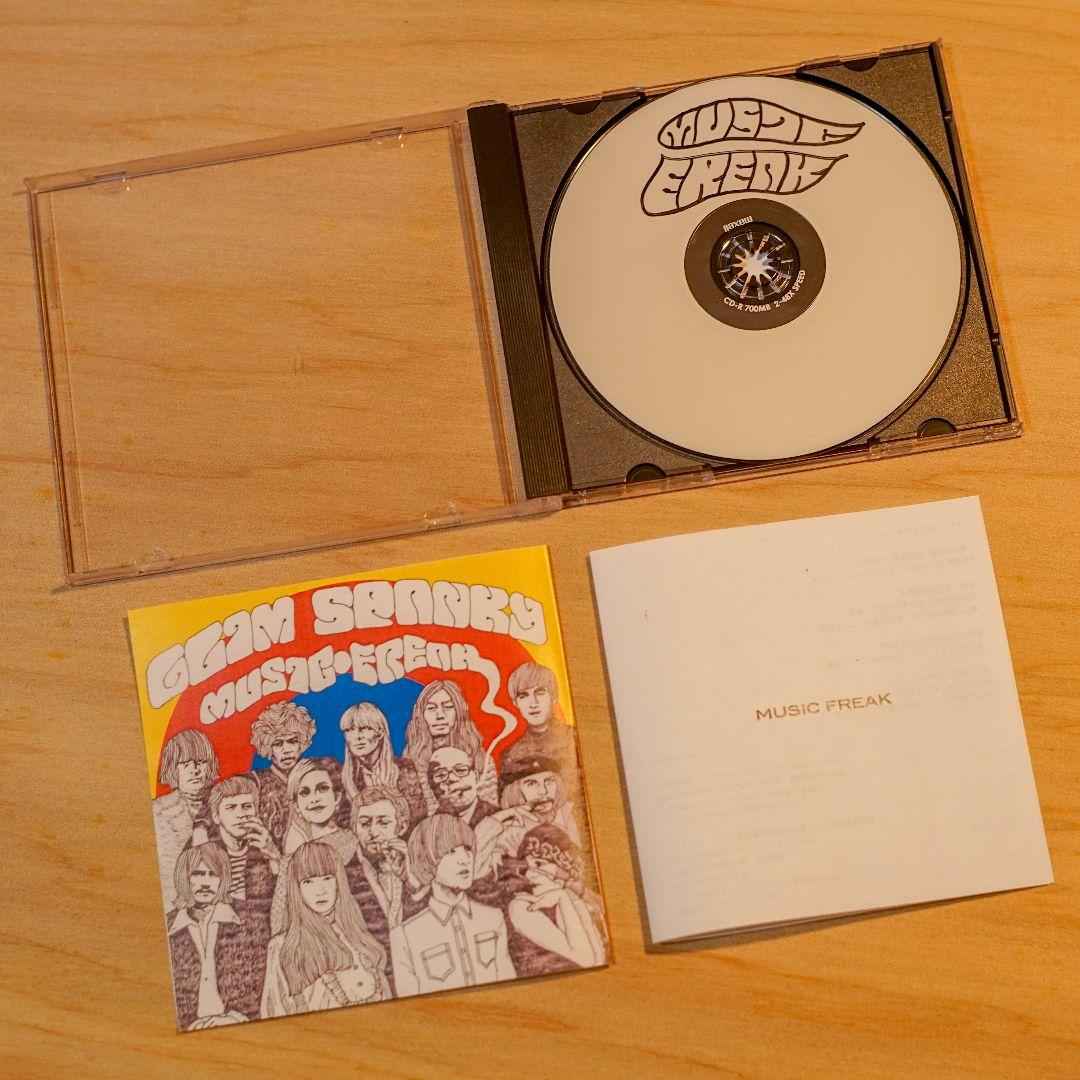 MUSIC
FREAK
maxell
CD-R 700MB 2-48X SPEED
GLIM SPANKY
MUSIC・FREAK
MUSIC FREAK